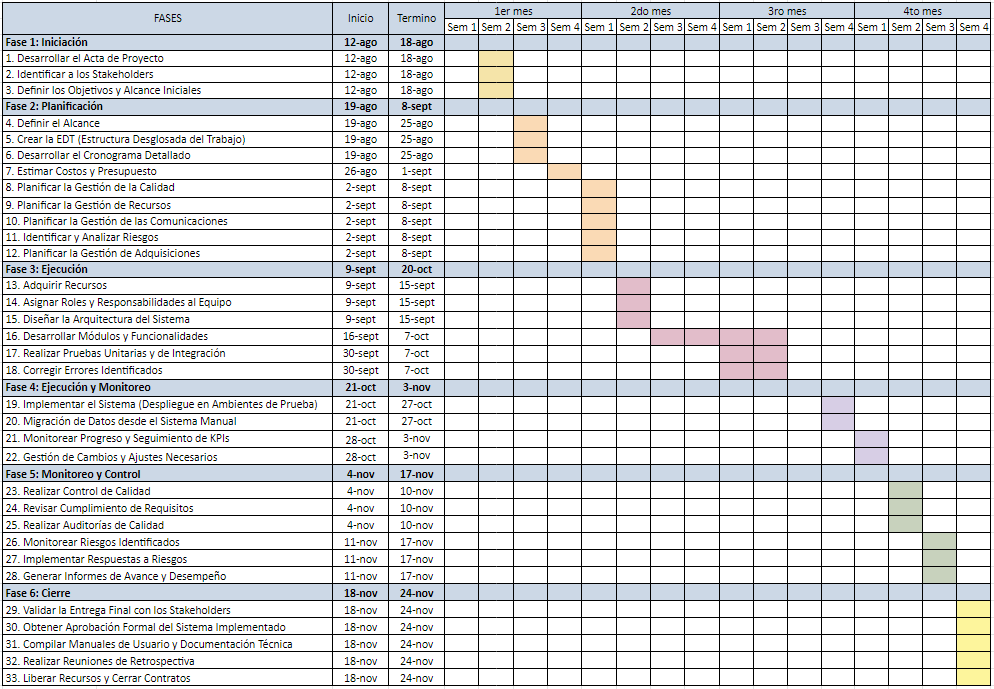 FASES Inicio Termino 1er mes 2do mes 3ro mes 4to mes
Sem 1 Sem 2 Sem 3 Sem 4 Sem 1 Sem 2 Sem 3 Sem 4 Sem 1 Sem 2 Sem 3 Sem 4 Sem 1 Sem 2 Sem 3 Sem 4
Fase 1: Iniciación 12-ago 18-ago
1. Desarrollar el Acta de Proyecto 12-ago 18-ago
2. Identificar a los Stakeholders 12-ago 18-ago
3. Definir los Objetivos y Alcance Iniciales 12-ago 18-ago
Fase 2: Planificación 19-ago 8-sept
4. Definir el Alcance 19-ago 25-ago
5. Crear la EDT (Estructura Desglosada del Trabajo) 19-ago 25-ago
6. Desarrollar el Cronograma Detallado 19-ago 25-ago
7. Estimar Costos y Presupuesto 26-ago 1-sept
8. Planificar la Gestión de la Calidad 2-sept 8-sept
9. Planificar la Gestión de Recursos 2-sept 8-sept
10. Planificar la Gestión de las Comunicaciones 2-sept 8-sept
11. Identificar y Analizar Riesgos 2-sept 8-sept
12. Planificar la Gestión de Adquisiciones 2-sept 8-sept
Fase 3: Ejecución 9-sept 20-oct
13. Adquirir Recursos 9-sept 15-sept
14. Asignar Roles y Responsabilidades al Equipo 9-sept 15-sept
15. Diseñar la Arquitectura del Sistema 9-sept 15-sept
16. Desarrollar Módulos y Funcionalidades 16-sept 7-oct
17. Realizar Pruebas Unitarias y de Integración 30-sept 7-oct
18. Corregir Errores Identificados 30-sept 7-oct
Fase 4: Ejecución y Monitoreo 21-oct 3-nov
19. Implementar el Sistema (Despliegue en Ambientes de Prueba) 21-oct 27-oct
20. Migración de Datos desde el Sistema Manual 21-oct 27-oct
21. Monitorear Progreso y Seguimiento de KPIs 28-oct 3-nov
22. Gestión de Cambios y Ajustes Necesarios 28-oct 3-nov
Fase 5: Monitoreo y Control 4-nov 17-nov
23. Realizar Control de Calidad 4-nov 10-nov
24. Revisar Cumplimiento de Requisitos 4-nov 10-nov
25. Realizar Auditorías de Calidad 4-nov 10-nov
26. Monitorear Riesgos Identificados 11-nov 17-nov
27. Implementar Respuestas a Riesgos 11-nov 17-nov
28. Generar Informes de Avance y Desempeño 11-nov 17-nov
Fase 6: Cierre 18-nov 24-nov
29. Validar la Entrega Final con los Stakeholders 18-nov 24-nov
30. Obtener Aprobación Formal del Sistema Implementado 18-nov 24-nov
31. Compilar Manuales de Usuario y Documentación Técnica 18-nov 24-nov
32. Realizar Reuniones de Retrospectiva 18-nov 24-nov
33. Liberar Recursos y Cerrar Contratos 18-nov 24-nov